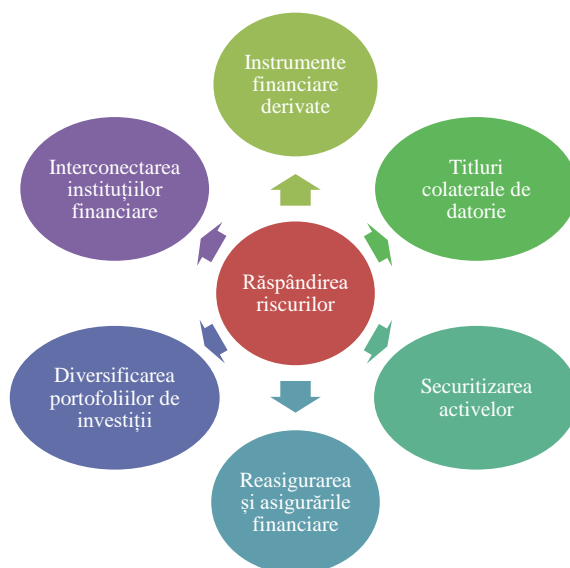 Instrumente
financiare
derivate
Titluri
colaterale de
datorie
Securitizarea
activelor
Reasigurarea
și asigurările
financiare
Diversificarea
portofoliilor de
investiții
Interconectarea
instituțiilor
financiare
Răspândirea
riscurilor